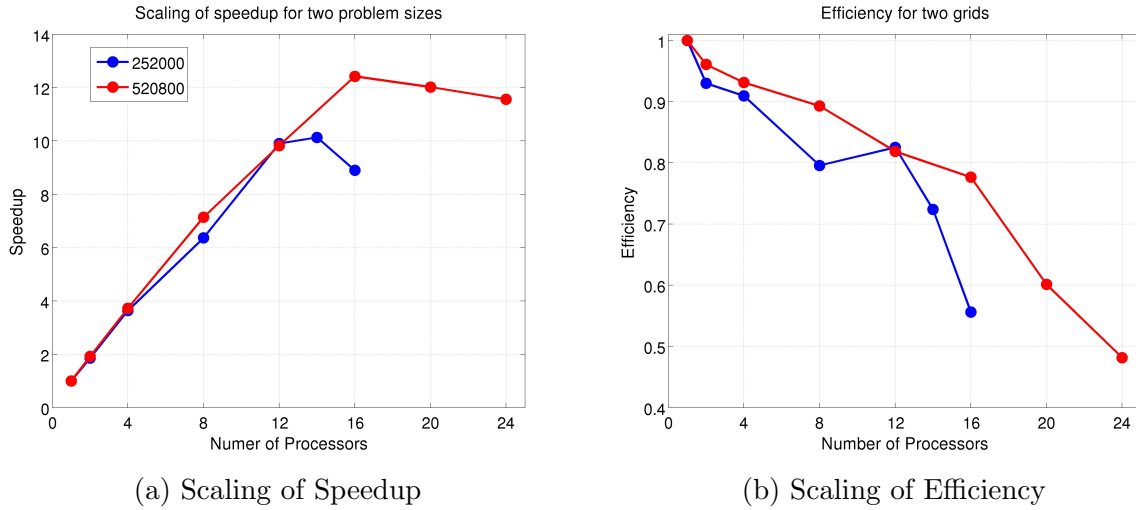 Scaling of speedup for two problem sizes
14
12
10
8
6
4
2
0
252000
520800
Speedup
0 4 8 12 16 20 24
Numer of Processors
(a) Scaling of Speedup
Efficiency for two grids
1
0.9
0.8
0.7
0.6
0.5
0.4
Efficiency
0 4 8 12 16 20 24
Number of Processors
(b) Scaling of Efficiency